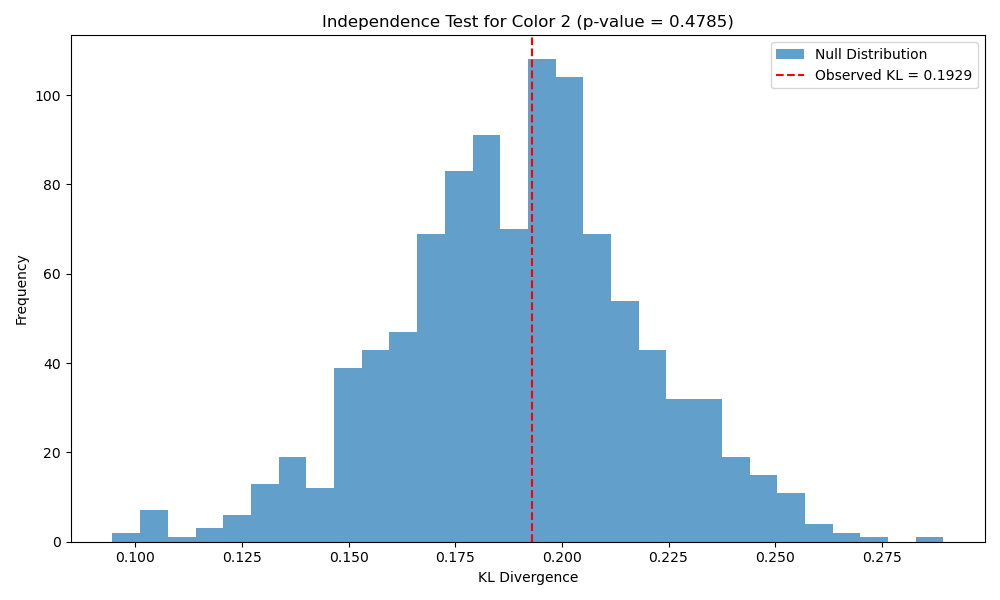 Independence Test for Color 2 (p-value = 0.4785)
Null Distribution
Observed KL = 0.1929
Frequency
100
80
60
40
20
0
0.100 0.125 0.150 0.175 0.200 0.225 0.250 0.275
KL Divergence